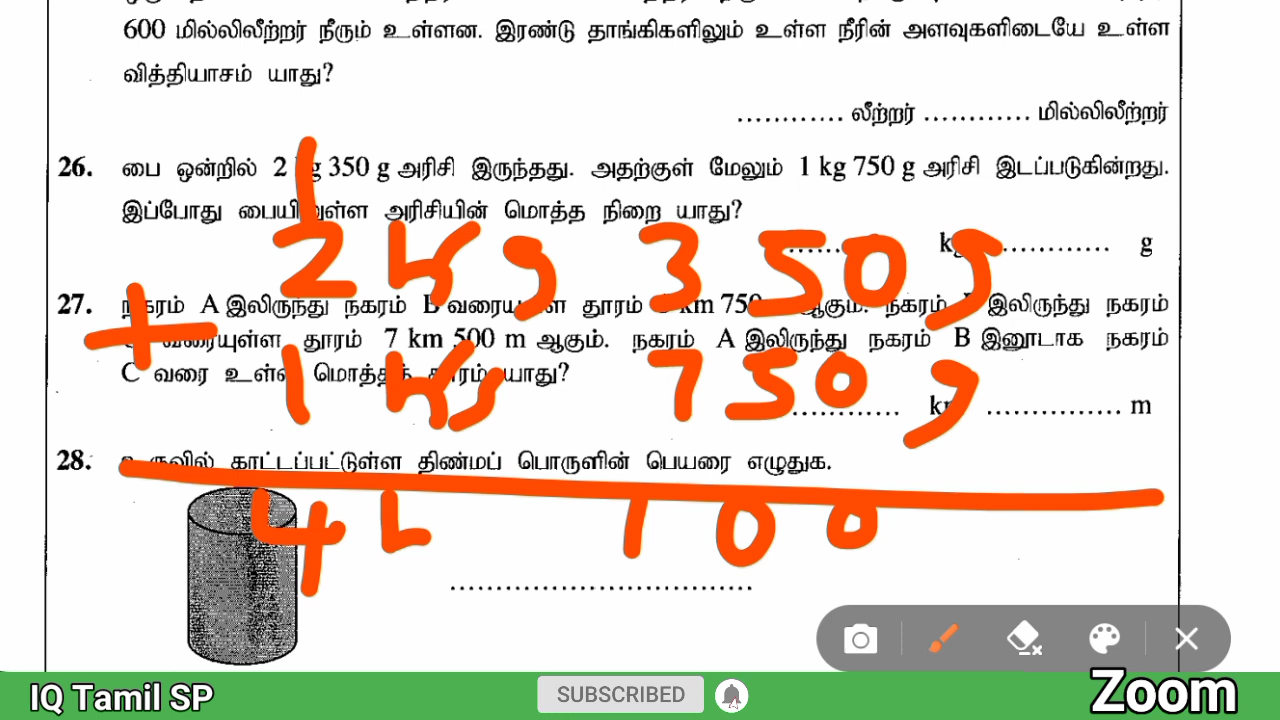 600 மில்லிலீற்றர் நீரும் உள்ளன. இரண்டு தாங்கிகளிலும் உள்ள நீரின் அளவுகளிடையே உள்ள
வித்தியாசம் யாது?
............ லீற்றர் ............ மில்லிலீற்றர்
26. பை ஒன்றில் 2 kg 350 g அரிசி இருந்தது. அதற்குள் மேலும் 1 kg 750 g அரிசி இடப்படுகின்றது.
இப்போது பையிலுள்ள அரிசியின் மொத்த நிறை யாது?
kg ............ g
1
2 kg 350 g
27. நகரம் A இலிருந்து நகரம் B வரையுள்ள தூரம் km 750 ஆகும். நகரம் இலிருந்து நகரம்
வரையுள்ள தூரம் 7 km 500 m ஆகும். நகரம் A இலிருந்து நகரம் B இனூடாக நகரம்
C வரை உள்ள மொத்தத் தூரம் யாது?
+ 1 kg 750 g
............ km ............... m
28. உருவில் காட்டப்பட்டுள்ள திண்மப் பொருளின் பெயரை எழுதுக.
4 100
.................................
IQ Tamil SP
SUBSCRIBED
Zoom